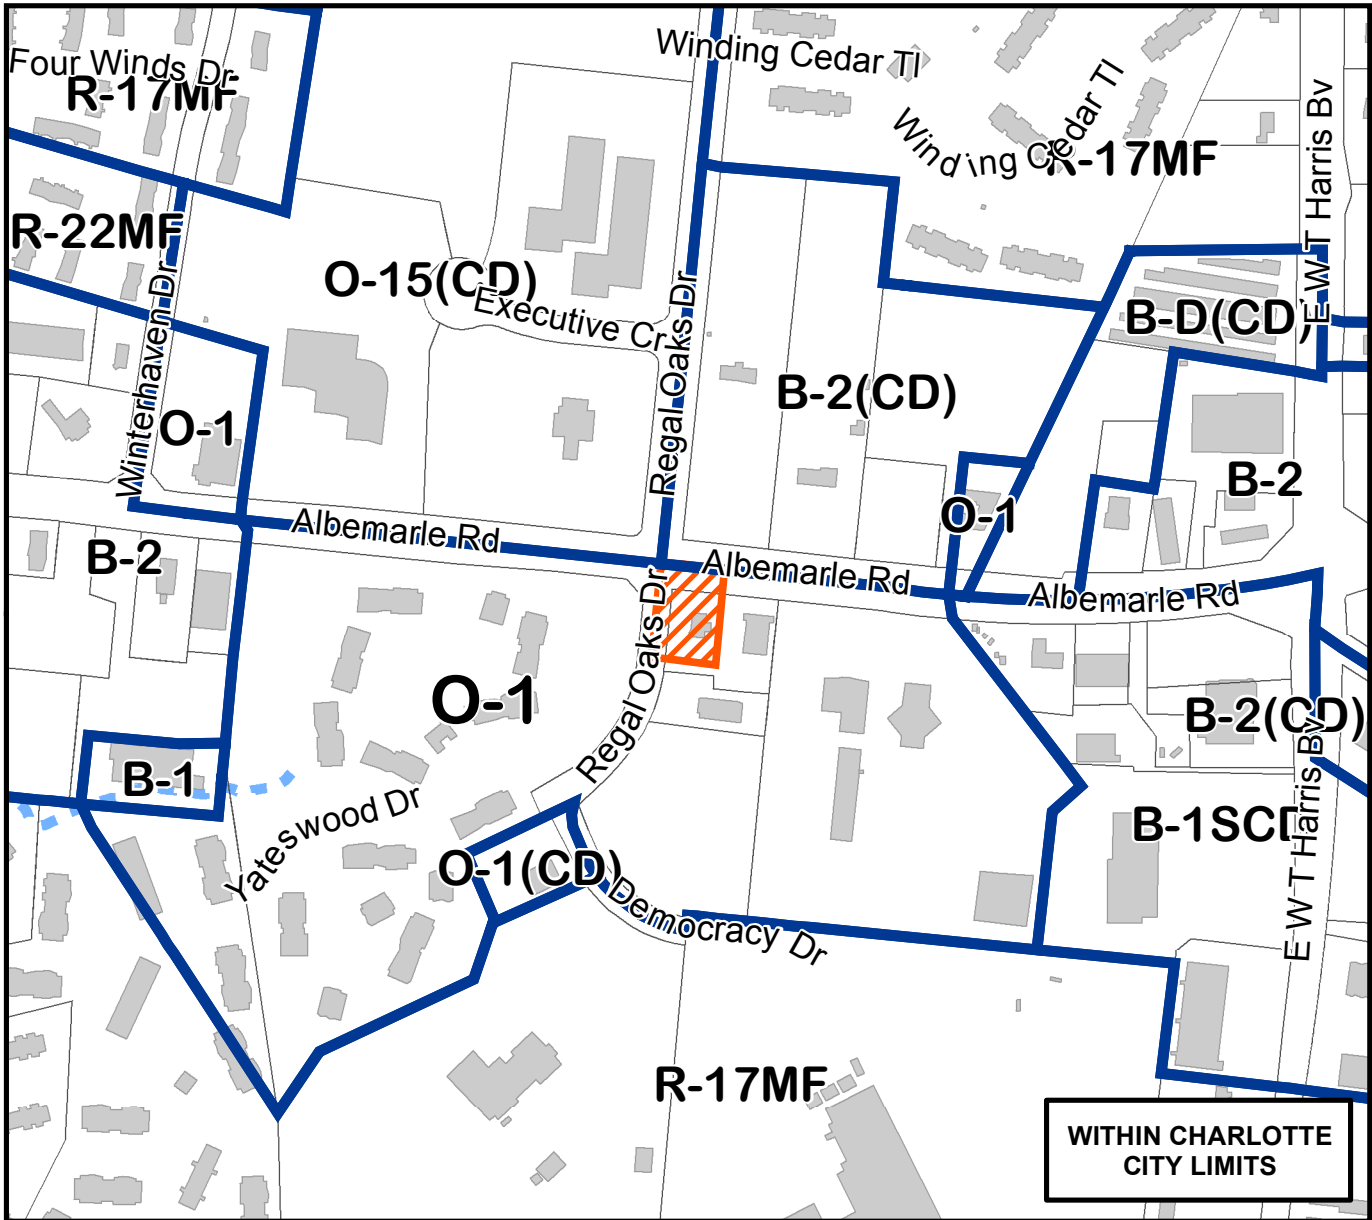 Winding Cedar Tl
Four Winds Dr
R-17MF
Winding Cedar Tl
R-17MF
E W T Harris Bv
R-22MF
O-15(CD)
Executive Cr
B-D(CD)
Winterhaven Dr
Regal Oaks Dr
B-2(CD)
O-1
B-2
O-1
Albemarle Rd
B-2
Albemarle Rd
Albemarle Rd
Regal Oaks Dr
O-1
B-2(CD)
B-1
Yateswood Dr
B-1SCD
E W T Harris Bv
O-1(CD)
Democracy Dr
R-17MF
WITHIN CHARLOTTE
CITY LIMITS